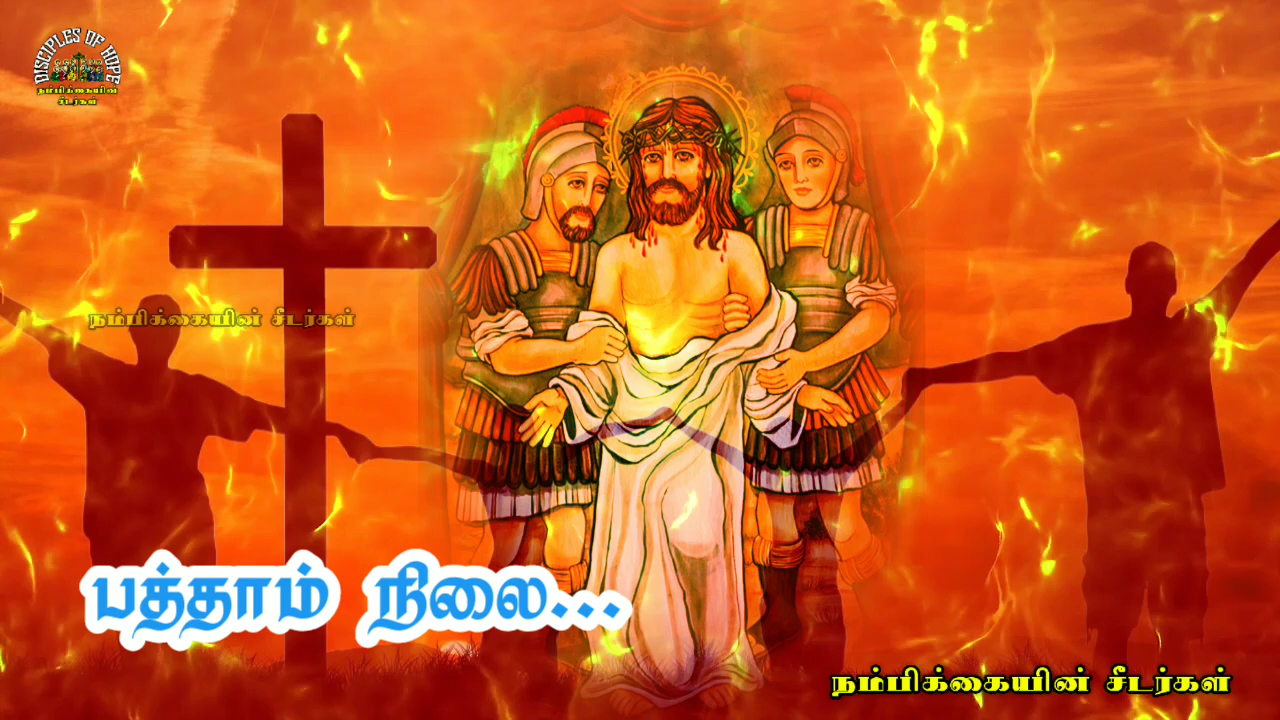 DISCIPLES OF HOPE
நம்பிக்கையின்
சீடர்கள்
நம்பிக்கையின் சீடர்கள்
பத்தாம் நிலை...
நம்பிக்கையின் சீடர்கள்